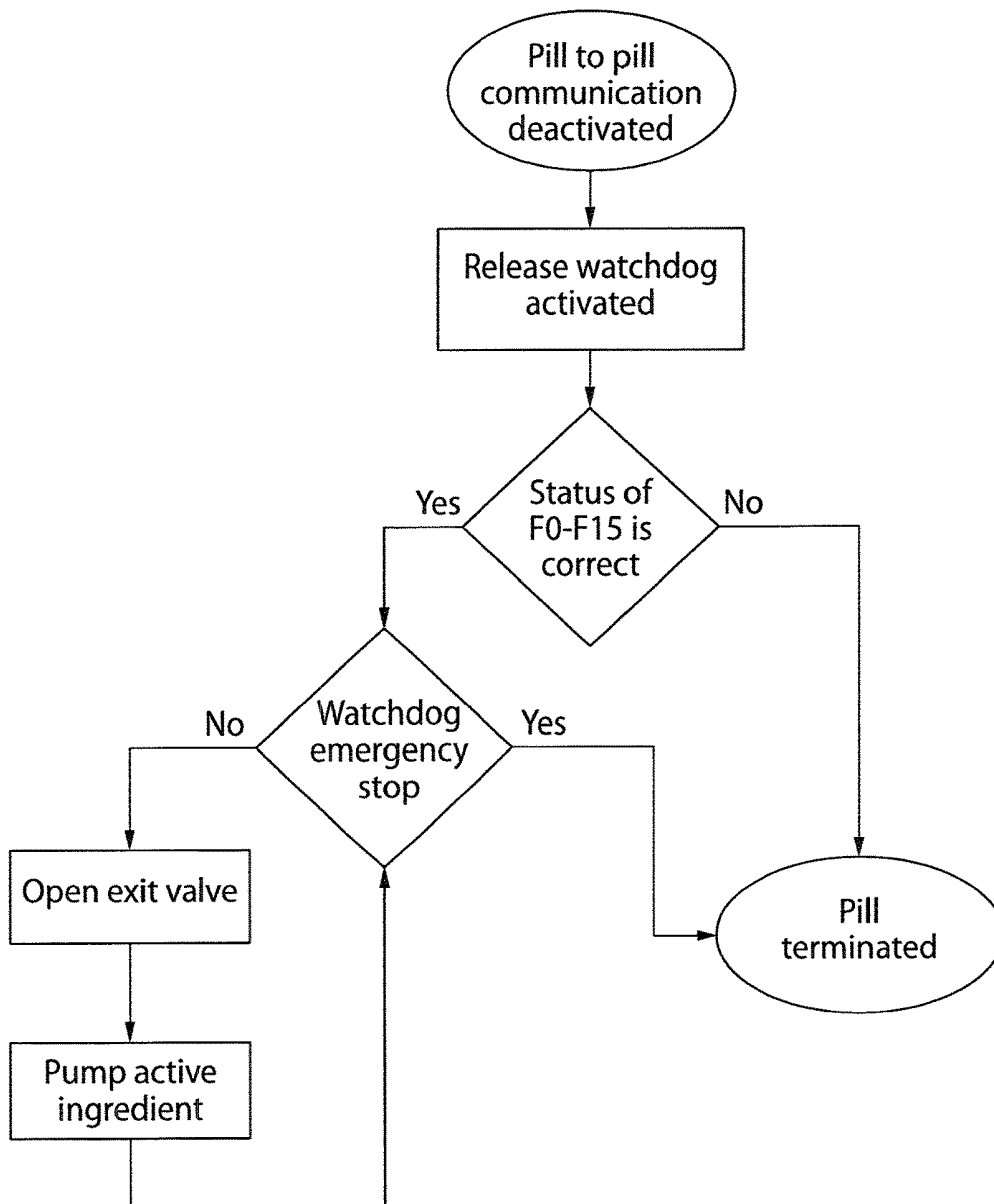 Pill to pill
communication
deactivated
Release watchdog
activated
Yes
Status of
F0-F15 is
correct
No
No
Watchdog
emergency
stop
Yes
Open exit valve
Pill
terminated
Pump active
ingredient